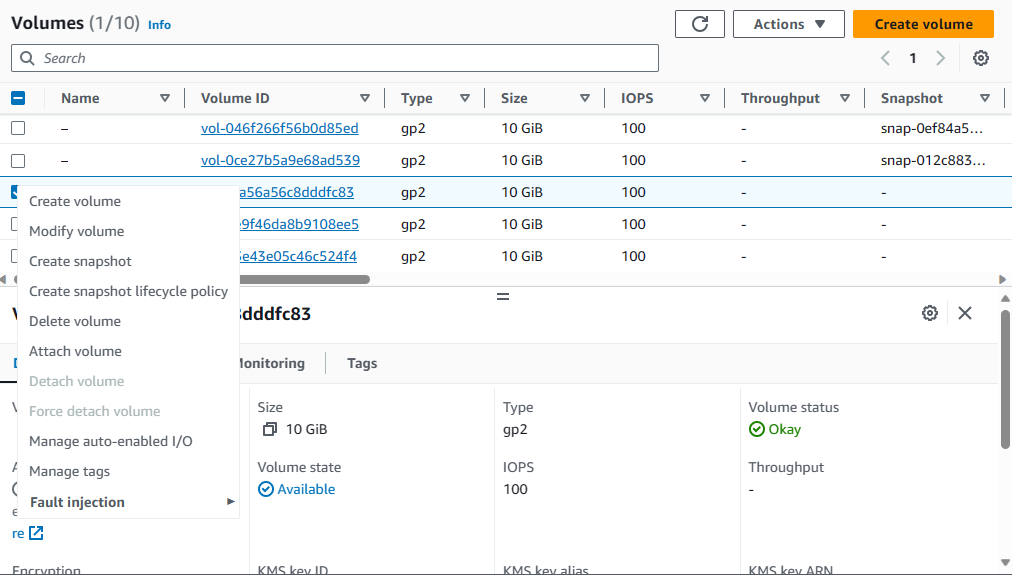 Volumes (1/10) Info
Actions
Create volume
Search
1
Name Volume ID Type Size IOPS Throughput Snapshot
– vol-046f266f56b0d85ed gp2 10 GiB 100 - snap-0ef84a5...
– vol-0ce27b5a9e68ad539 gp2 10 GiB 100 - snap-012c883...
a56a56c8dddfc83 gp2 10 GiB 100 - -
9f46da8b9108ee5 gp2 10 GiB 100 - -
e43e05c46c524f4 gp2 10 GiB 100 - -
Create volume
Modify volume
Create snapshot
Create snapshot lifecycle policy
Delete volume
Attach volume
Detach volume
Force detach volume
Manage auto-enabled I/O
Manage tags
Fault injection
dddfc83
Monitoring Tags
Size
10 GiB
Type
gp2
Volume status
Okay
Volume state
Available
IOPS
100
Throughput
-
re
Encryption KMS key ID KMS key alias KMS key ARN